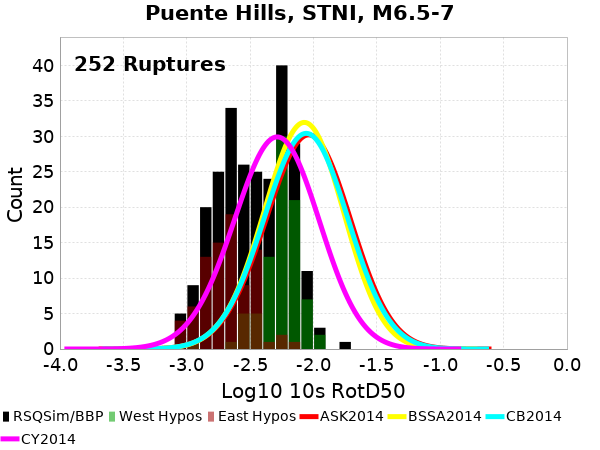 Puente Hills, STNI, M6.5-7
252 Ruptures
Count
40
35
30
25
20
15
10
5
0
-4.0 -3.5 -3.0 -2.5 -2.0 -1.5 -1.0 -0.5 0.0
Log10 10s RotD50
RSQSim/BBP West Hypos East Hypos ASK2014 BSSA2014 CB2014
CY2014